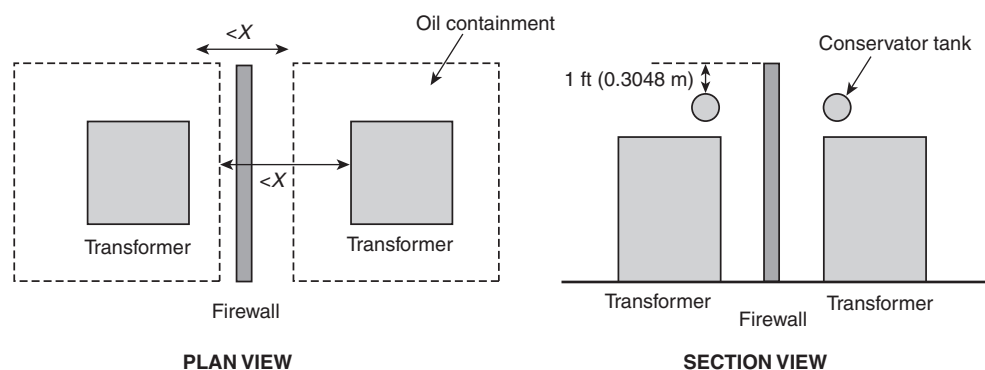 <X
Oil containment
<X
Transformer
Transformer
Firewall
PLAN VIEW
Conservator tank
1 ft (0.3048 m)
Transformer
Transformer
Firewall
SECTION VIEW